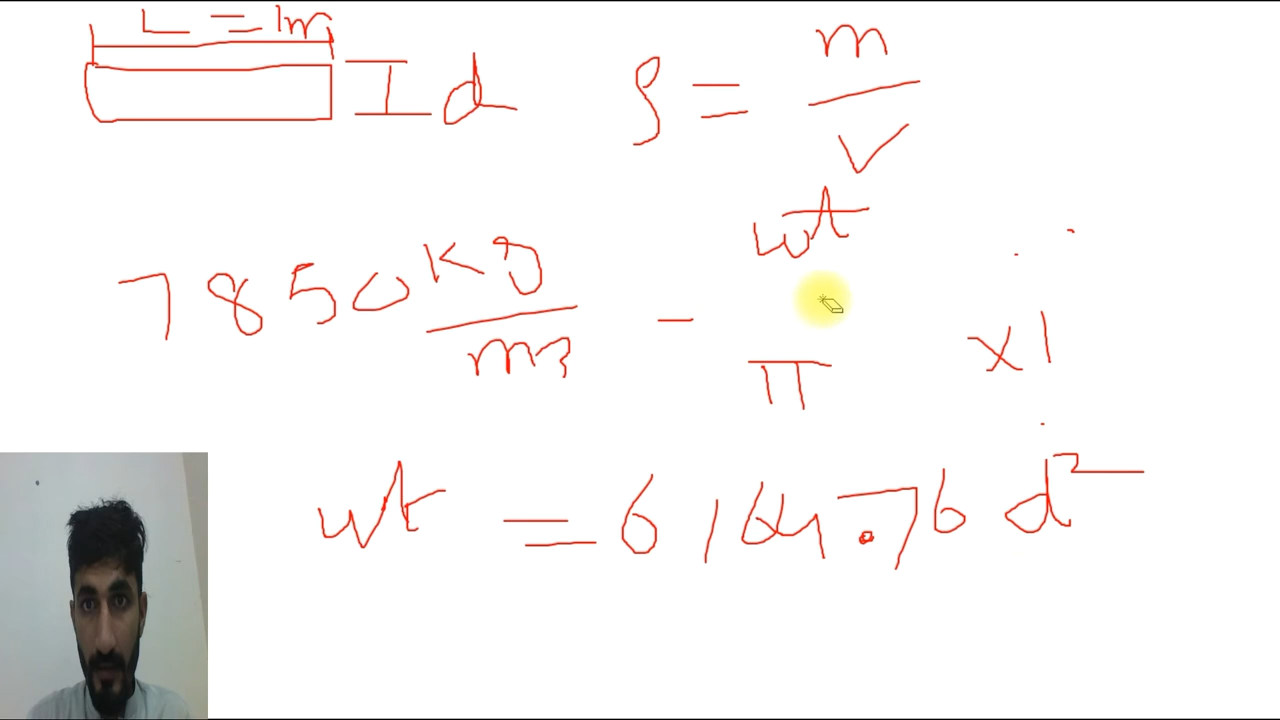 L = 1m
d
ρ = m / V
7850 kg / m3 - wt / π x1
wt = 6164.76 d²